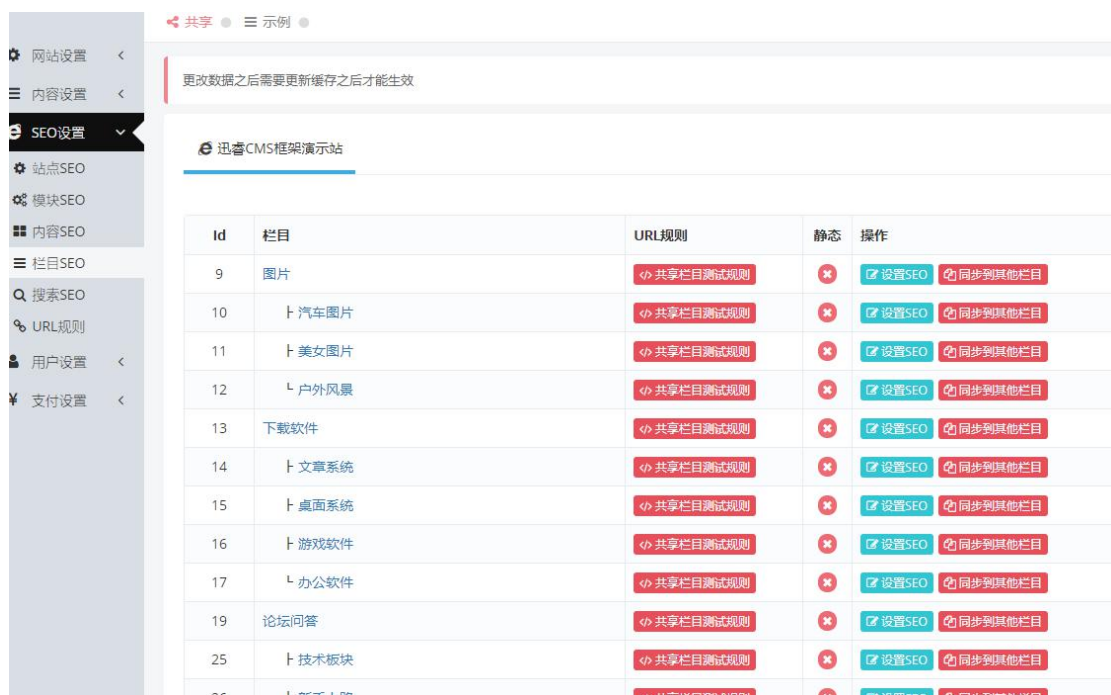 共享 示例
网站设置
内容设置
SEO设置
站点SEO
模块SEO
内容SEO
栏目SEO
搜索SEO
URL规则
用户设置
支付设置
更改数据之后需要更新缓存之后才能生效
迅睿CMS框架演示站
Id 栏目 URL规则 静态 操作
9 图片 共享栏目测试规则 设置SEO 同步到其他栏目
10 ├ 汽车图片 共享栏目测试规则 设置SEO 同步到其他栏目
11 ├ 美女图片 共享栏目测试规则 设置SEO 同步到其他栏目
12 └ 户外风景 共享栏目测试规则 设置SEO 同步到其他栏目
13 下载软件 共享栏目测试规则 设置SEO 同步到其他栏目
14 ├ 文章系统 共享栏目测试规则 设置SEO 同步到其他栏目
15 ├ 桌面系统 共享栏目测试规则 设置SEO 同步到其他栏目
16 ├ 游戏软件 共享栏目测试规则 设置SEO 同步到其他栏目
17 └ 办公软件 共享栏目测试规则 设置SEO 同步到其他栏目
19 论坛问答 共享栏目测试规则 设置SEO 同步到其他栏目
25 ├ 技术板块 共享栏目测试规则 设置SEO 同步到其他栏目